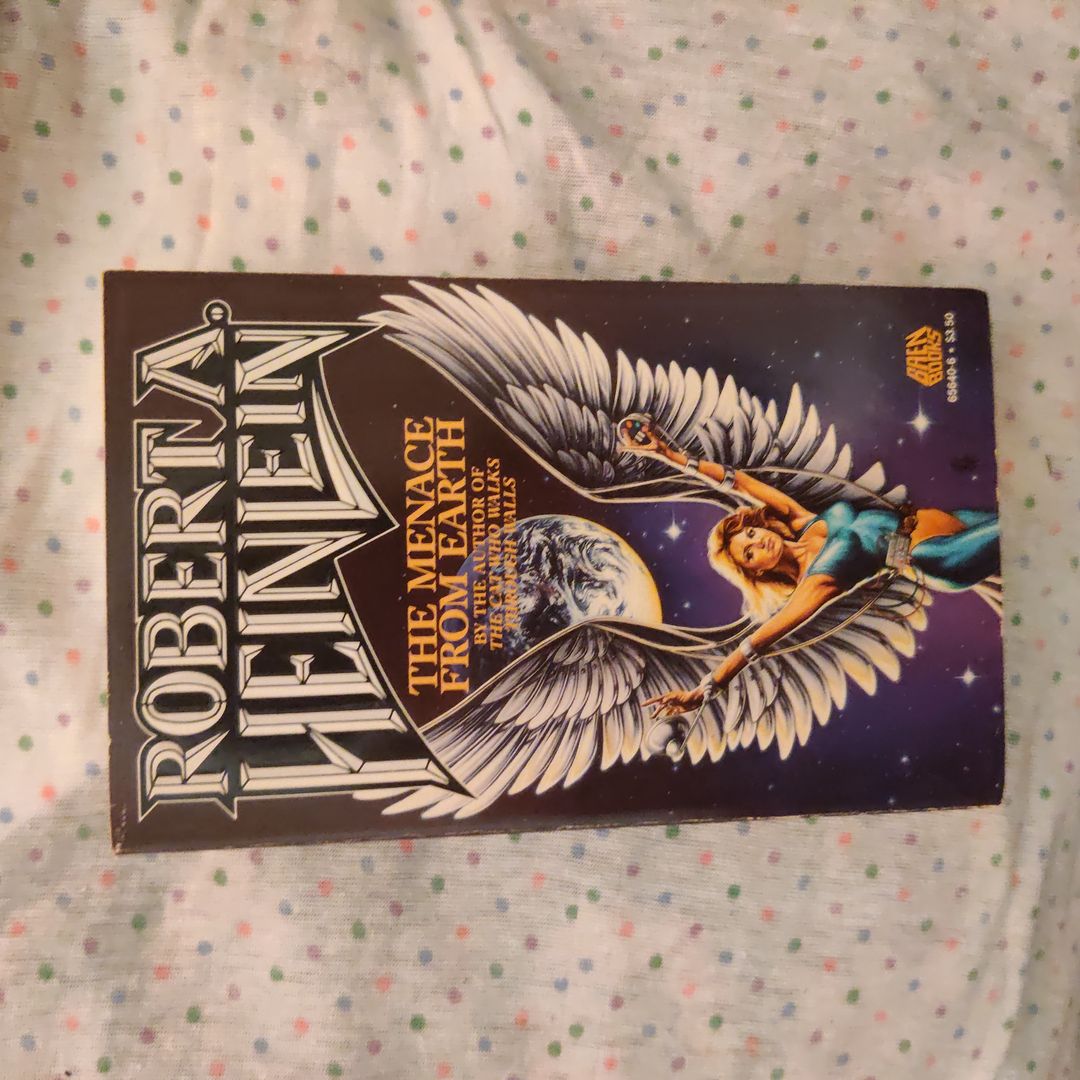 ROBERT A.
HEINLEIN
THE MENACE
FROM EARTH
BY THE AUTHOR OF
THE CAT WHO WALKS
THROUGH WALLS
BAEN
BOOKS
65640-6 • $3.50